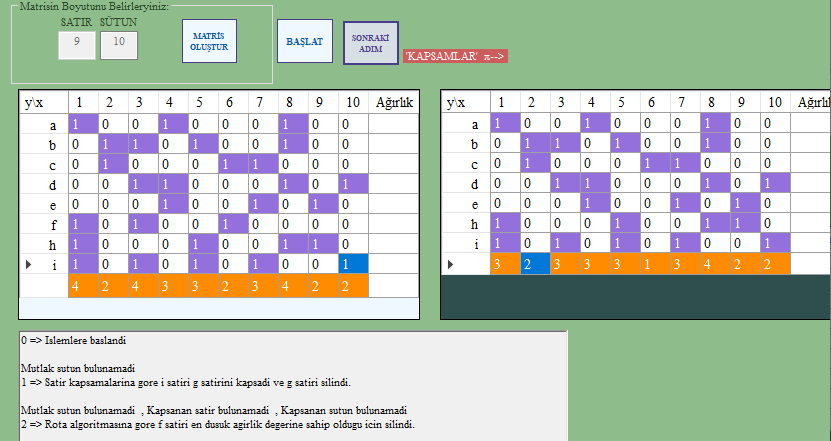 Matrisin Boyutunu Belirleryiniz:
SATIR SÜTUN
9 10
MATRİS
OLUŞTUR
BAŞLAT
SONRAKİ
ADIM
'KAPSAMLAR' π-->
y\x 1 2 3 4 5 6 7 8 9 10 Ağırlık
a 1 0 0 1 0 0 0 1 0 0
b 0 1 1 0 1 0 0 1 0 0
c 0 1 0 0 0 1 1 0 0 0
d 0 0 1 1 0 0 0 1 0 1
e 0 0 0 1 0 0 1 0 1 0
f 1 0 1 0 0 1 0 0 0 0
h 1 0 0 0 1 0 0 1 1 0
i 1 0 1 0 1 0 1 0 0 1
4 2 4 3 3 2 3 4 2 2
y\x 1 2 3 4 5 6 7 8 9 10 Ağırlı
a 1 0 0 1 0 0 0 1 0 0
b 0 1 1 0 1 0 0 1 0 0
c 0 1 0 0 0 1 1 0 0 0
d 0 0 1 1 0 0 0 1 0 1
e 0 0 0 1 0 0 1 0 1 0
h 1 0 0 0 1 0 0 1 1 0
i 1 0 1 0 1 0 1 0 0 1
3 2 3 3 3 1 3 4 2 2
0 => Islemlere baslandi
Mutlak sutun bulunamadi
1 => Satir kapsamalarina gore i satiri g satirini kapsadi ve g satiri silindi.
Mutlak sutun bulunamadi , Kapsanan satir bulunamadi , Kapsanan sutun bulunamadi
2 => Rota algoritmasına gore f satiri en dusuk agirlik degerine sahip oldugu icin silindi.